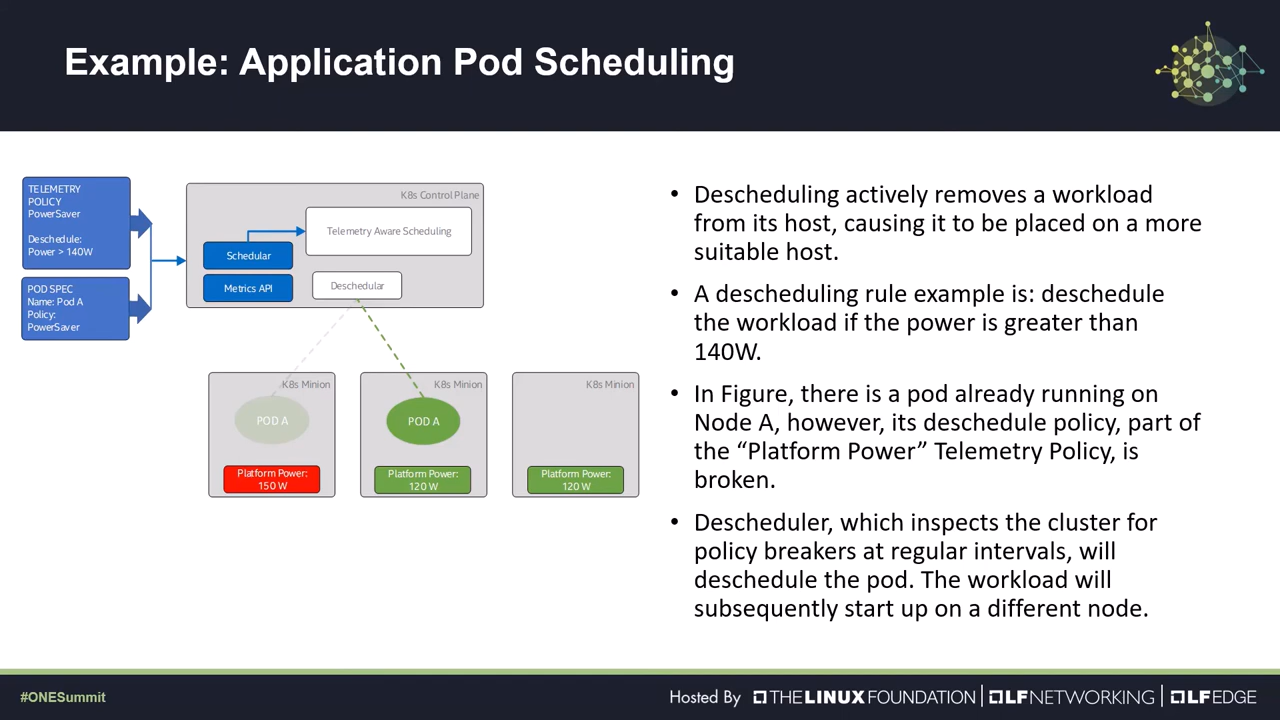 Example: Application Pod Scheduling
TELEMETRY
POLICY
PowerSaver
Deschedule:
Power > 140W
POD SPEC
Name: Pod A
Policy:
PowerSaver
K8s Control Plane
Telemetry Aware Scheduling
Schedular
Metrics API
Deschedular
K8s Minion
POD A
Platform Power:
150 W
K8s Minion
POD A
Platform Power:
120 W
K8s Minion
Platform Power:
120 W
• Descheduling actively removes a workload
from its host, causing it to be placed on a more
suitable host.
• A descheduling rule example is: deschedule
the workload if the power is greater than
140W.
• In Figure, there is a pod already running on
Node A, however, its deschedule policy, part of
the “Platform Power” Telemetry Policy, is
broken.
• Descheduler, which inspects the cluster for
policy breakers at regular intervals, will
deschedule the pod. The workload will
subsequently start up on a different node.
#ONESummit
Hosted By THE LINUX FOUNDATION | LFNETWORKING | LFEDGE